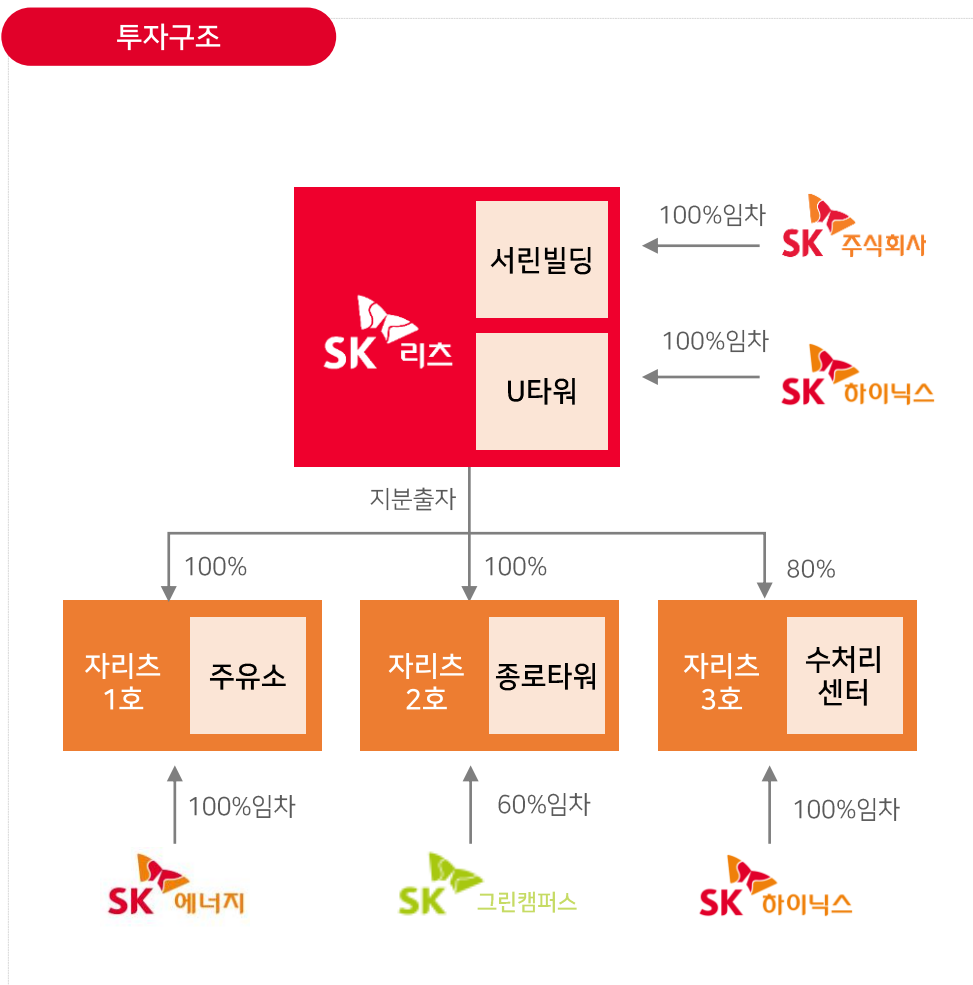 투자구조
100%임차
SK 주식회사
서린빌딩
SK 리츠
100%임차
SK 하이닉스
U타워
지분출자
100%
100%
80%
자리츠
1호
주유소
자리츠
2호
종로타워
자리츠
3호
수처리
센터
100%임차
60%임차
100%임차
SK 에너지
SK 그린캠퍼스
SK 하이닉스